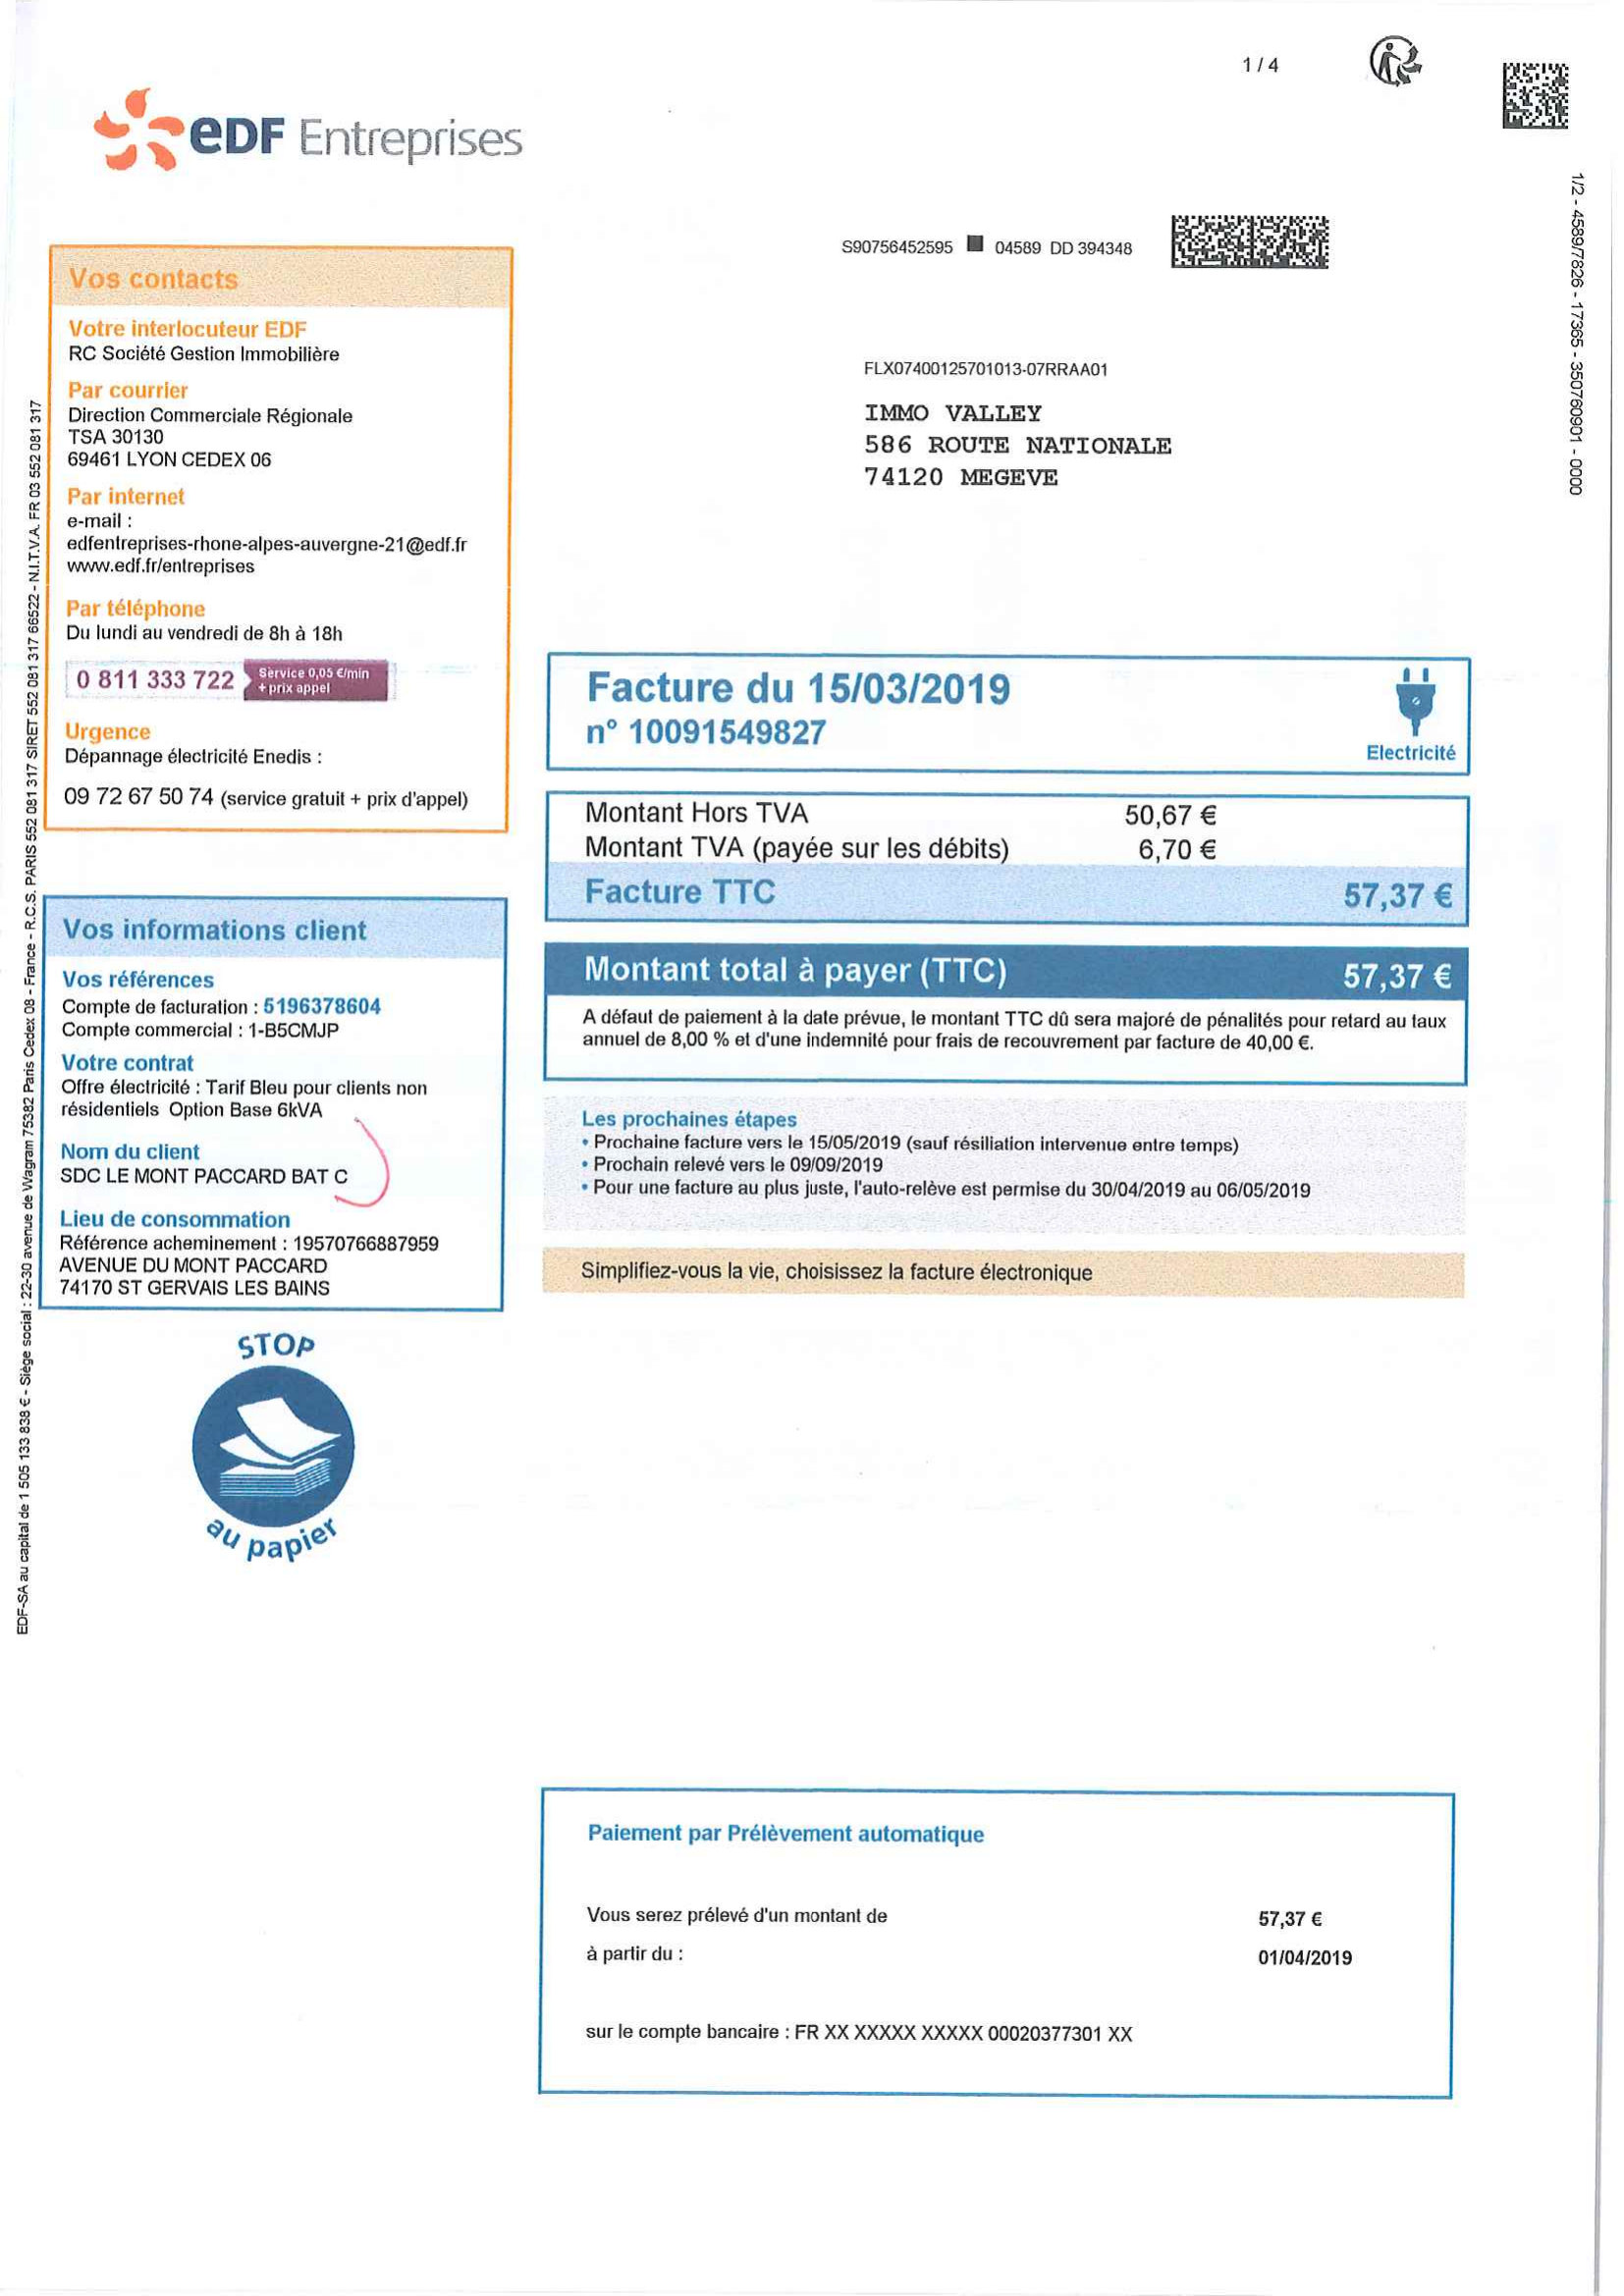 1 / 4
eDF Entreprises
S90756452595 04589 DD 394348
1/2 - 4589/7826 - 17365 - 350760901 - 0000
Vos contacts
Votre interlocuteur EDF
RC Société Gestion Immobilière
Par courrier
Direction Commerciale Régionale
TSA 30130
69461 LYON CEDEX 06
Par internet
e-mail :
edfentreprises-rhone-alpes-auvergne-21@edf.fr
www.edf.fr/entreprises
Par téléphone
Du lundi au vendredi de 8h à 18h
0 811 333 722 Service 0,05 €/min
+ prix appel
Urgence
Dépannage électricité Enedis :
09 72 67 50 74 (service gratuit + prix d'appel)
FLX07400125701013-07RRAA01
IMMO VALLEY
586 ROUTE NATIONALE
74120 MEGEVE
Facture du 15/03/2019
n° 10091549827
Electricité
Montant Hors TVA 50,67 €
Montant TVA (payée sur les débits) 6,70 €
Facture TTC 57,37 €
Montant total à payer (TTC) 57,37 €
A défaut de paiement à la date prévue, le montant TTC dû sera majoré de pénalités pour retard au taux
annuel de 8,00 % et d'une indemnité pour frais de recouvrement par facture de 40,00 €.
Les prochaines étapes
• Prochaine facture vers le 15/05/2019 (sauf résiliation intervenue entre temps)
• Prochain relevé vers le 09/09/2019
• Pour une facture au plus juste, l'auto-relève est permise du 30/04/2019 au 06/05/2019
Simplifiez-vous la vie, choisissez la facture électronique
Vos informations client
Vos références
Compte de facturation : 5196378604
Compte commercial : 1-B5CMJP
Votre contrat
Offre électricité : Tarif Bleu pour clients non
résidentiels Option Base 6kVA
Nom du client
SDC LE MONT PACCARD BAT C
Lieu de consommation
Référence acheminement : 19570766887959
AVENUE DU MONT PACCARD
74170 ST GERVAIS LES BAINS
STOP
au papier
EDF-SA au capital de 1 505 133 838 € - Siège social : 22-30 avenue de Wagram 75382 Paris Cedex 08 - France - R.C.S. PARIS 552 081 317 SIRET 552 081 317 66522 - N.I.T.V.A. FR 03 552 081 317
Paiement par Prélèvement automatique
Vous serez prélevé d'un montant de 57,37 €
à partir du : 01/04/2019
sur le compte bancaire : FR XX XXXXX XXXXX 00020377301 XX